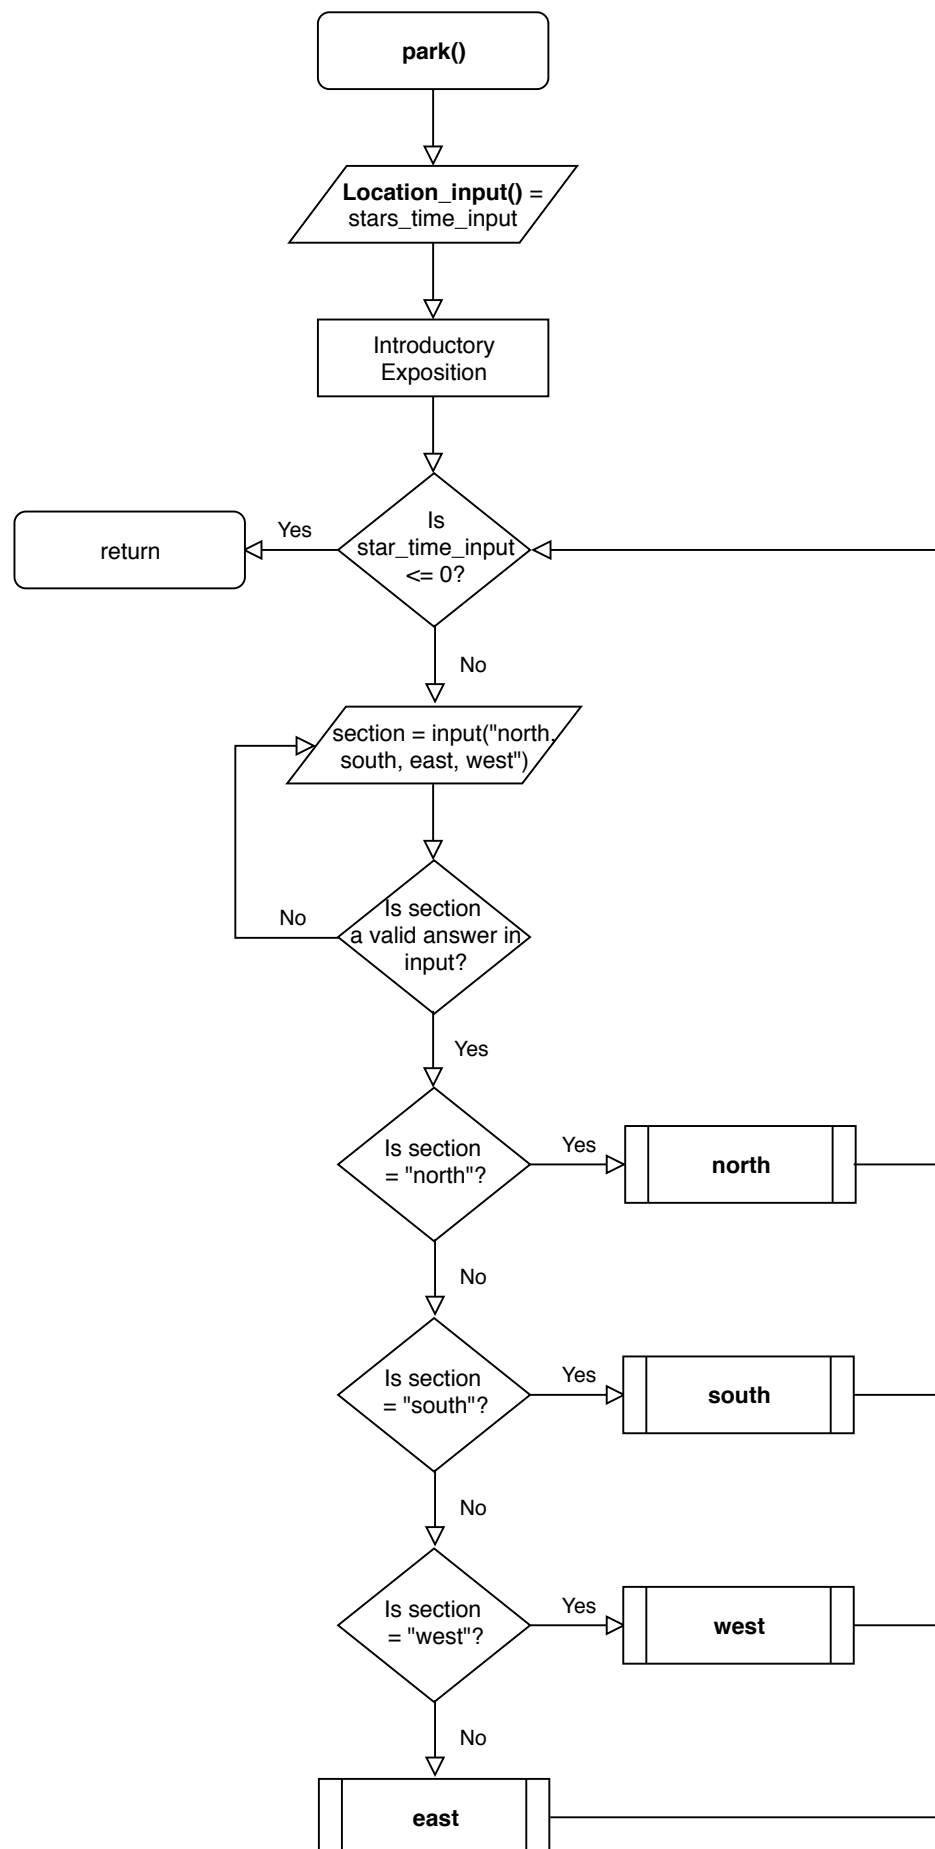 park()
Location_input() =
stars_time_input
Introductory
Exposition
Is
star_time_input
<= 0?
Yes
return
No
section = input("north,
south, east, west")
Is section
a valid answer in
input?
No
Yes
Is section
= "north"?
Yes
north
No
Is section
= "south"?
Yes
south
No
Is section
= "west"?
Yes
west
No
east